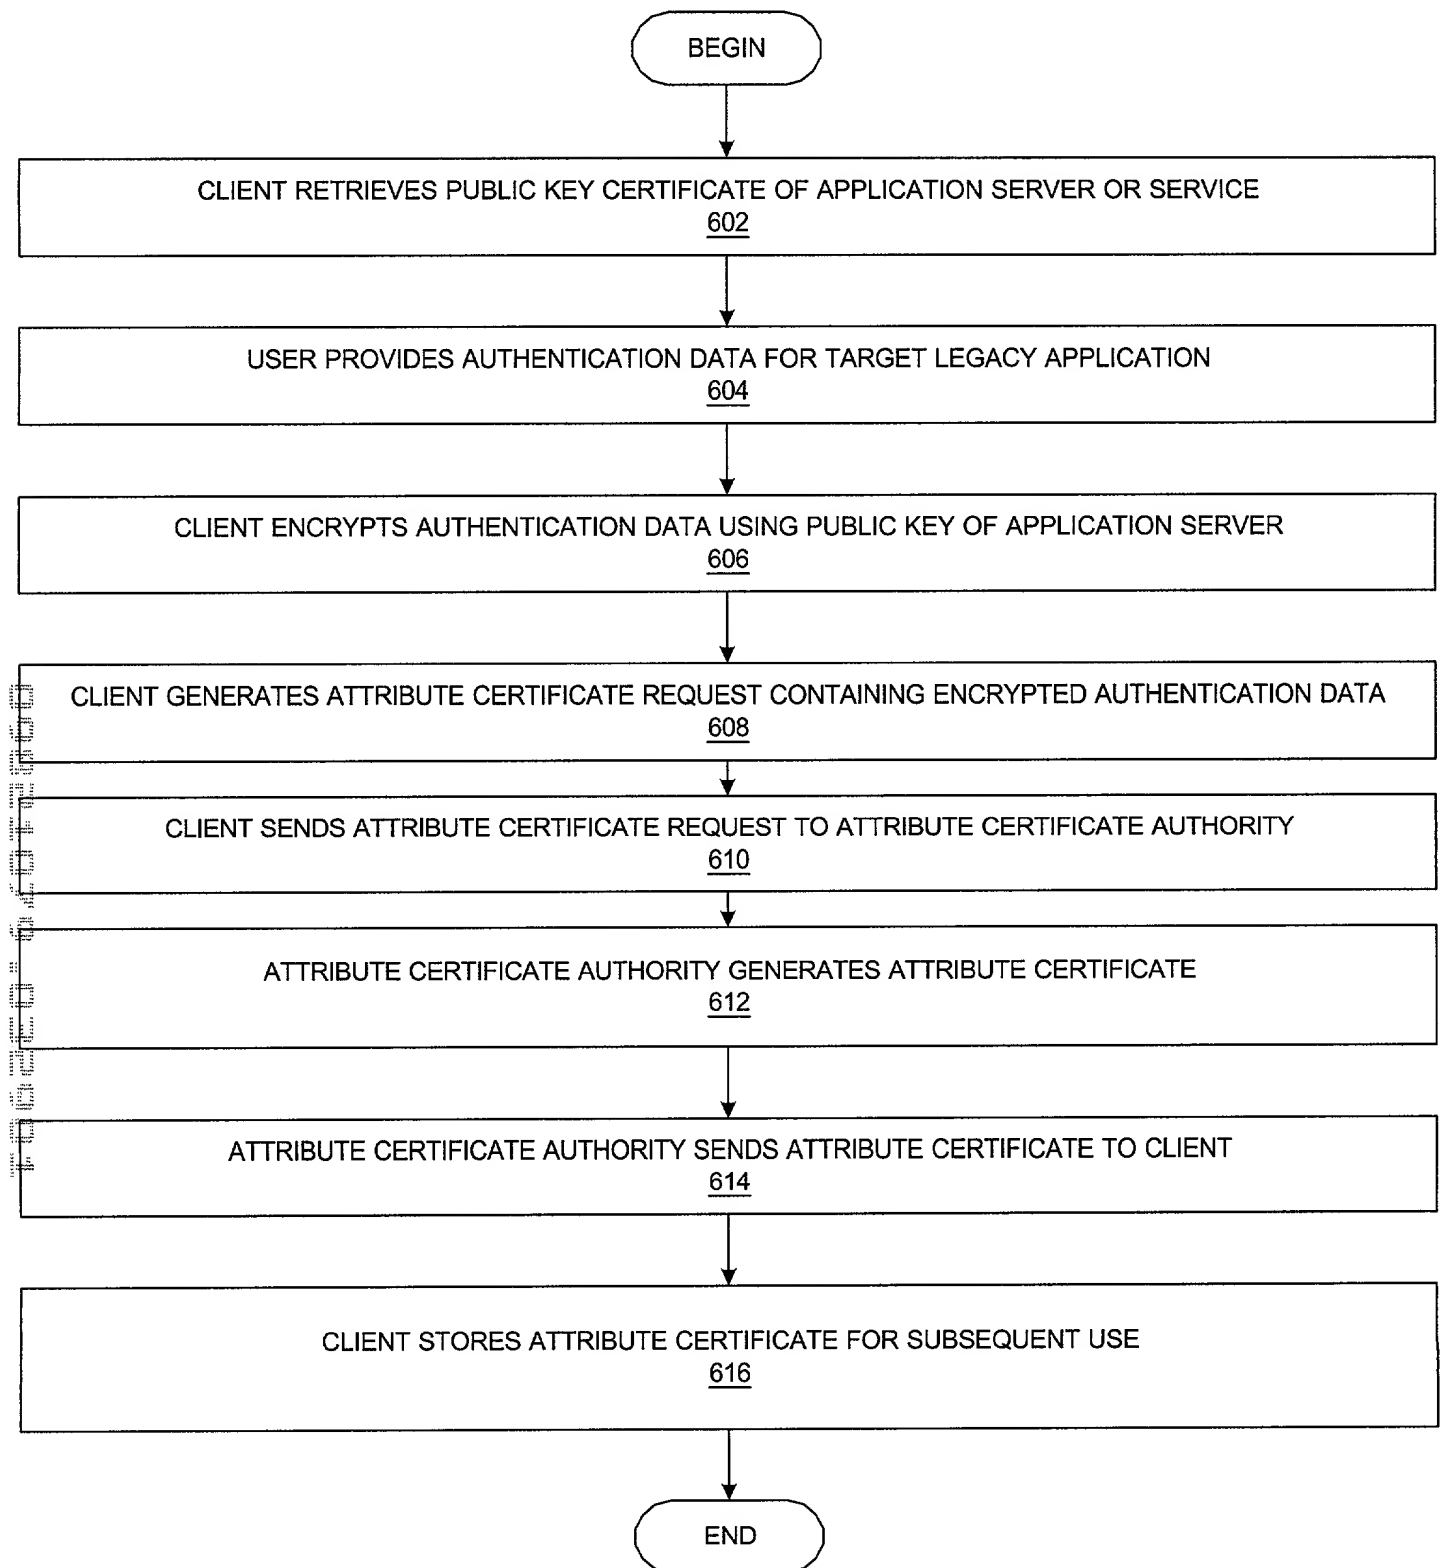 BEGIN
CLIENT RETRIEVES PUBLIC KEY CERTIFICATE OF APPLICATION SERVER OR SERVICE
602
USER PROVIDES AUTHENTICATION DATA FOR TARGET LEGACY APPLICATION
604
CLIENT ENCRYPTS AUTHENTICATION DATA USING PUBLIC KEY OF APPLICATION SERVER
606
CLIENT GENERATES ATTRIBUTE CERTIFICATE REQUEST CONTAINING ENCRYPTED AUTHENTICATION DATA
608
CLIENT SENDS ATTRIBUTE CERTIFICATE REQUEST TO ATTRIBUTE CERTIFICATE AUTHORITY
610
ATTRIBUTE CERTIFICATE AUTHORITY GENERATES ATTRIBUTE CERTIFICATE
612
ATTRIBUTE CERTIFICATE AUTHORITY SENDS ATTRIBUTE CERTIFICATE TO CLIENT
614
CLIENT STORES ATTRIBUTE CERTIFICATE FOR SUBSEQUENT USE
616
END